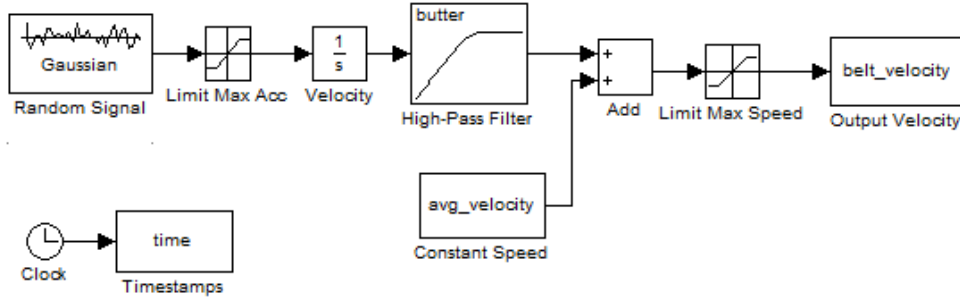 Gaussian
Random Signal
Limit Max Acc
1
s
Velocity
butter
High-Pass Filter
+
+
Add
Limit Max Speed
belt_velocity
Output Velocity
avg_velocity
Constant Speed
Clock
time
Timestamps